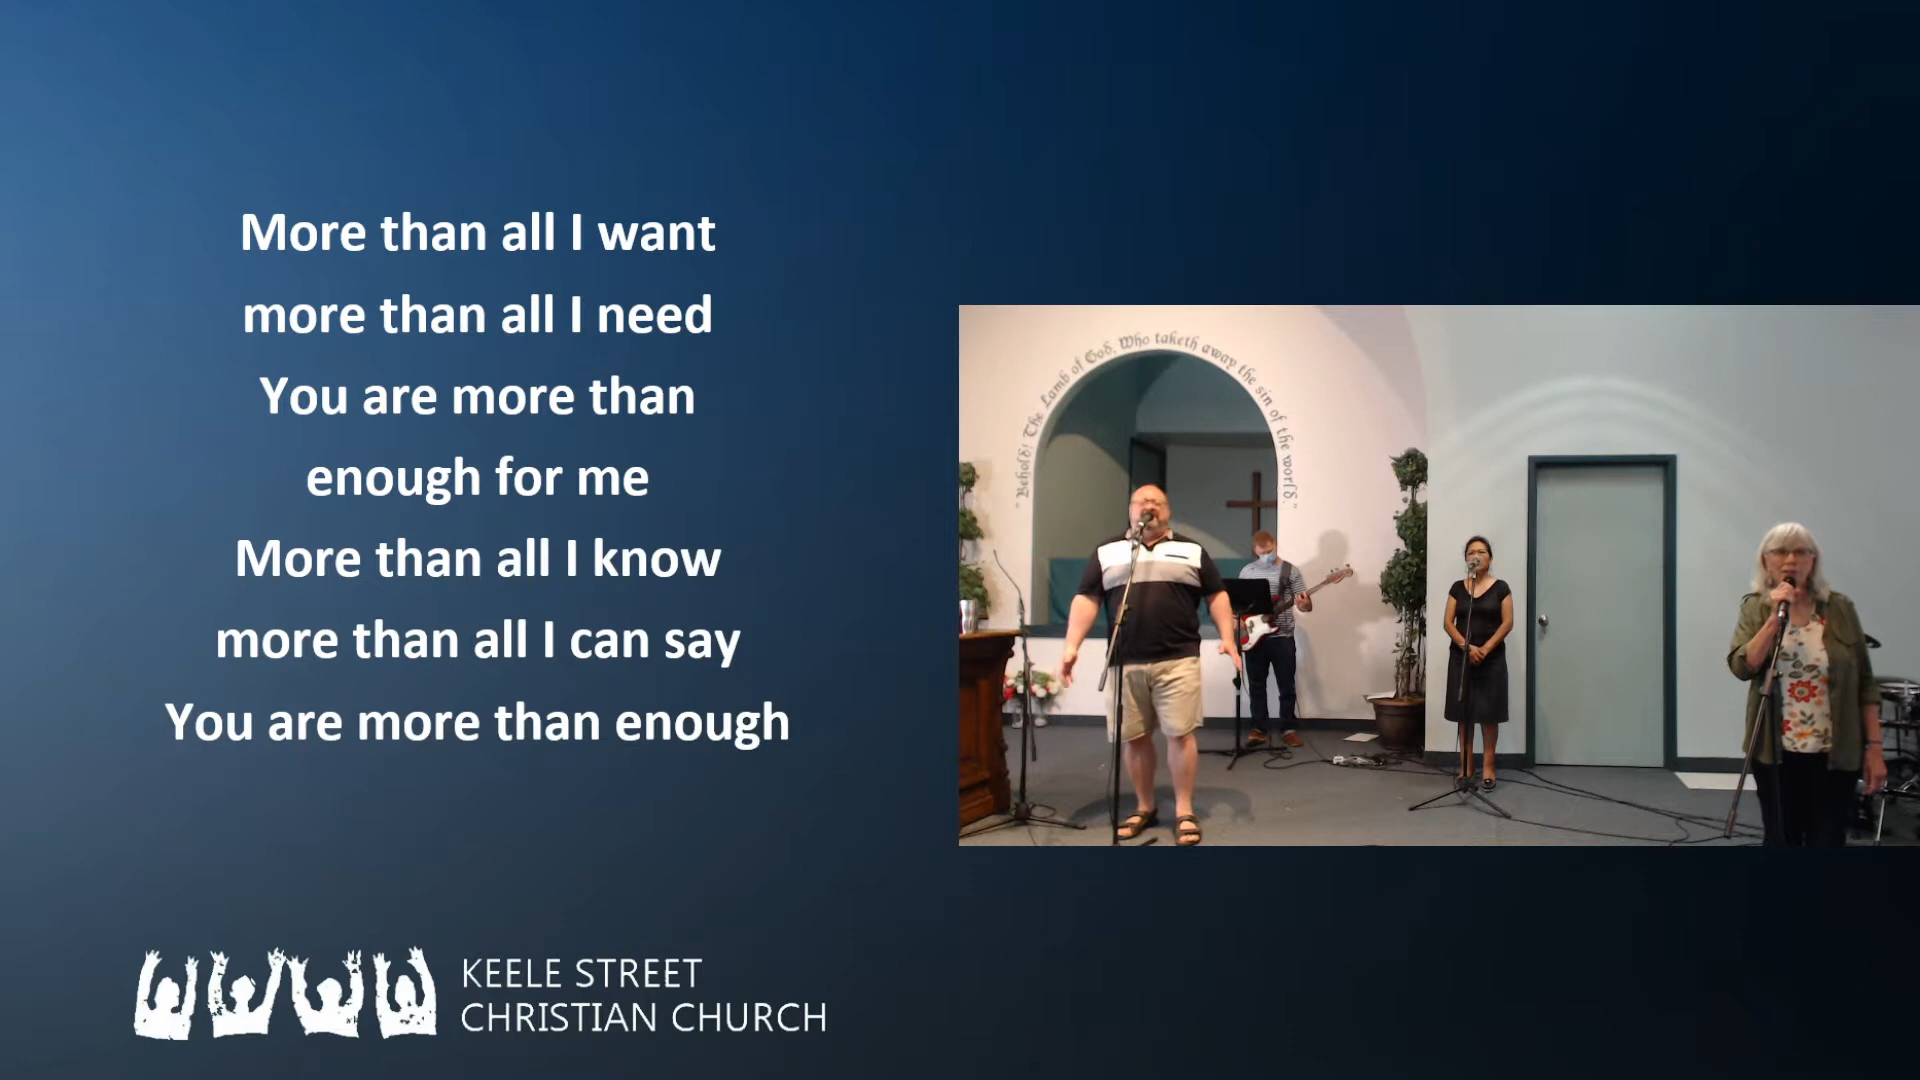 More than all I want
more than all I need
You are more than
enough for me
More than all I know
more than all I can say
You are more than enough
"Behold! The Lamb of God, Who taketh away the sin of the world."
KEELE STREET
CHRISTIAN CHURCH